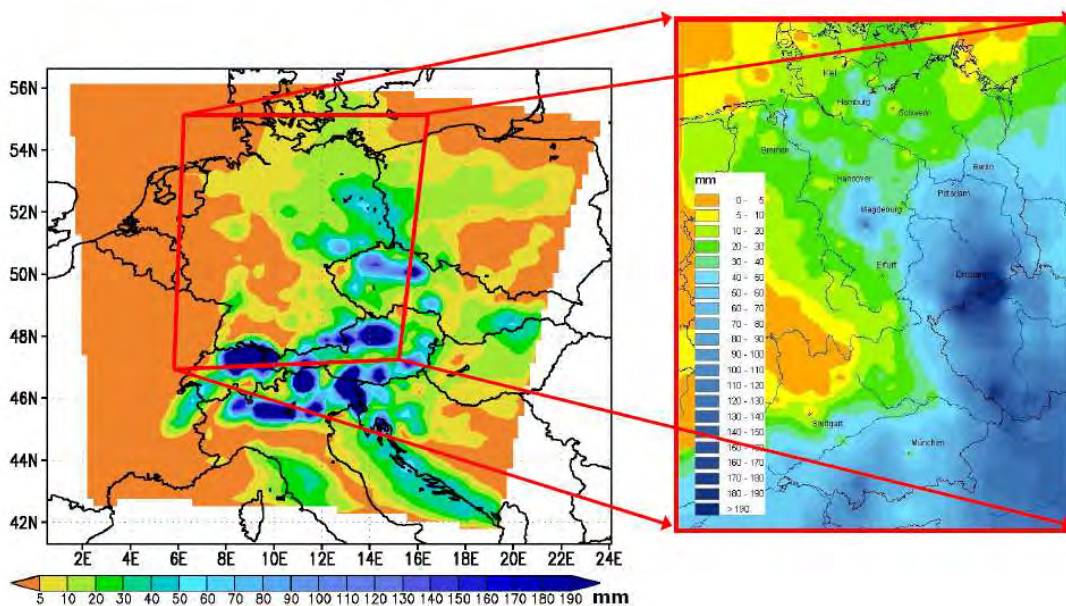 56N
54N
52N
50N
48N
46N
44N
42N
2E 4E 6E 8E 10E 12E 14E 16E 18E 20E 22E 24E
5 10 20 30 40 50 60 70 80 90 100 110 120 130 140 150 160 170 180 190 mm
Kiel
Hamburg
Schwerin
Bremen
Berlin
Hannover
Potsdam
Magdeburg
Erfurt
Dresden
Stuttgart
München
mm
0 - 5
5 - 10
10 - 20
20 - 30
30 - 40
40 - 50
50 - 60
60 - 70
70 - 80
80 - 90
90 - 100
100 - 110
110 - 120
120 - 130
130 - 140
140 - 150
150 - 160
160 - 170
170 - 180
180 - 190
> 190